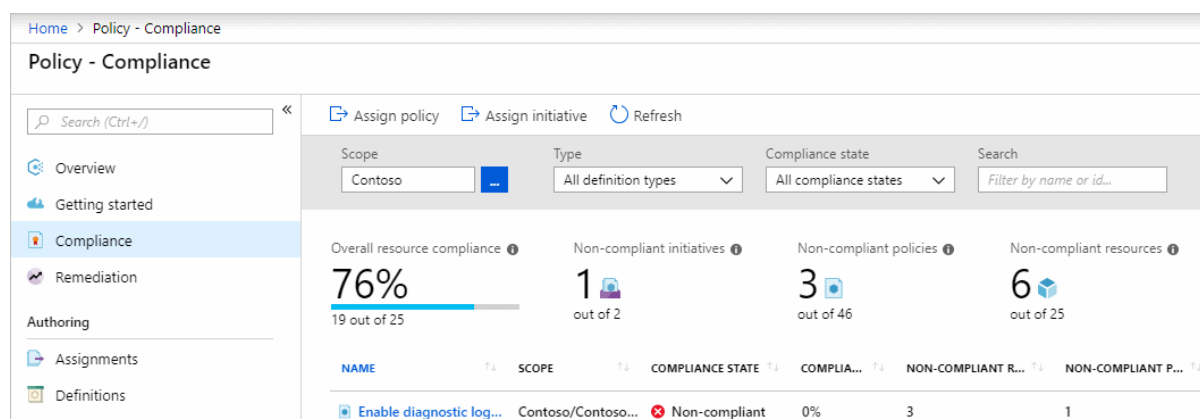 Home > Policy - Compliance
Policy - Compliance
Search (Ctrl+/)
«
Overview
Getting started
Compliance
Remediation
Authoring
Assignments
Definitions
Assign policy Assign initiative Refresh
Scope Type Compliance state Search
Contoso ... All definition types All compliance states Filter by name or id...
Overall resource compliance Non-compliant initiatives Non-compliant policies Non-compliant resources
76% 1 3 6
19 out of 25 out of 2 out of 46 out of 25
NAME SCOPE COMPLIANCE STATE COMPLIA... NON-COMPLIANT R... NON-COMPLIANT P...
Enable diagnostic log... Contoso/Contoso... Non-compliant 0% 3 1